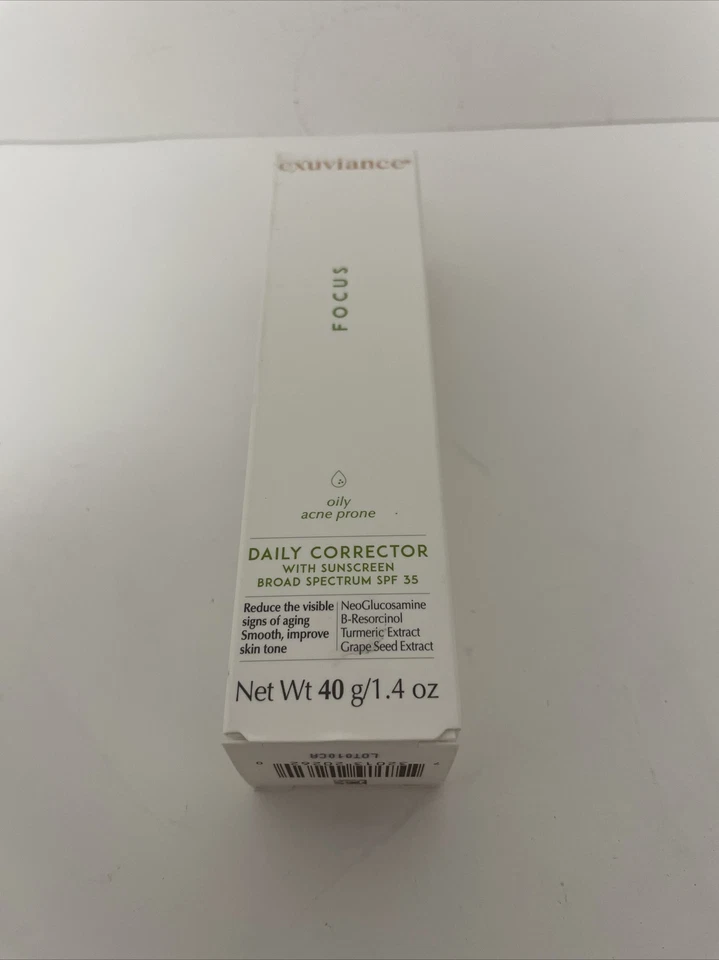 exuviance®
FOCUS
oily
acne prone
DAILY CORRECTOR
WITH SUNSCREEN
BROAD SPECTRUM SPF 35
Reduce the visible
signs of aging
Smooth, improve
skin tone
NeoGlucosamine
B-Resorcinol
Turmeric Extract
Grape Seed Extract
Net Wt 40 g/1.4 oz